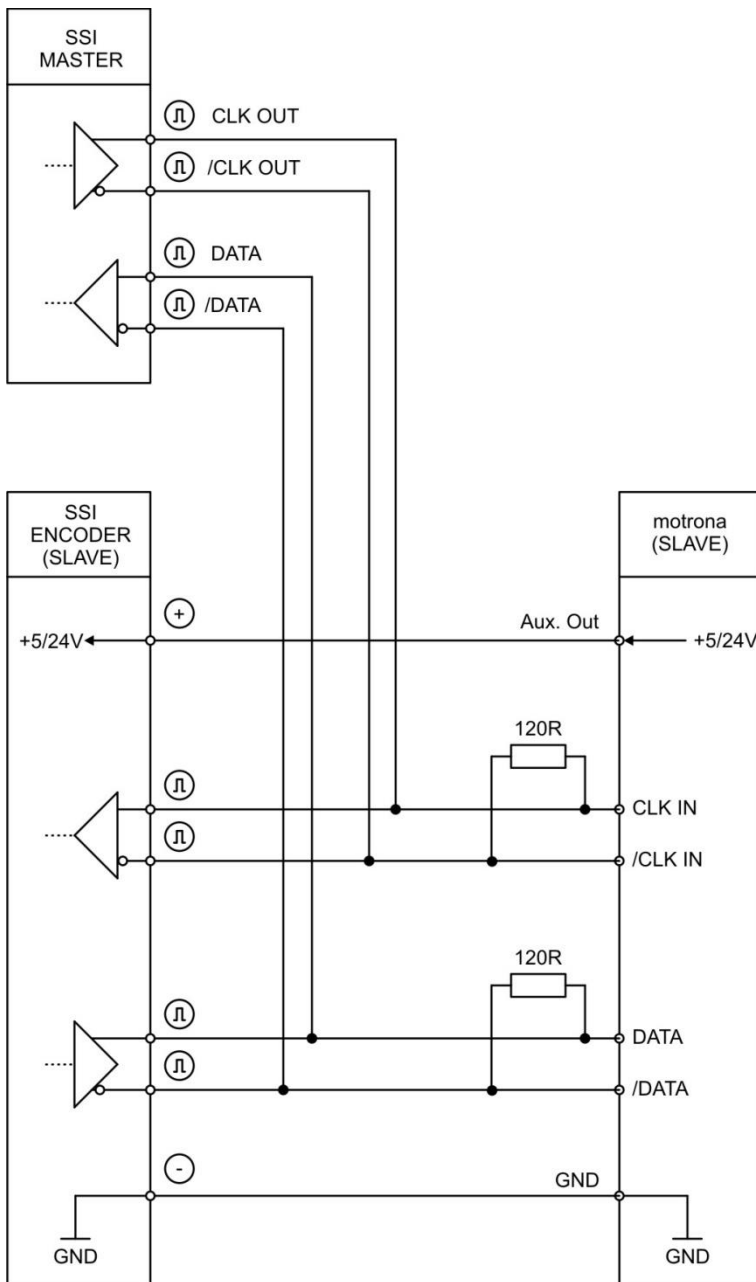 SSI
MASTER
CLK OUT
/CLK OUT
DATA
/DATA
SSI
ENCODER
(SLAVE)
motrona
(SLAVE)
+
Aux. Out
+5/24V
+5/24V
120R
CLK IN
/CLK IN
120R
DATA
/DATA
-
GND
GND
GND